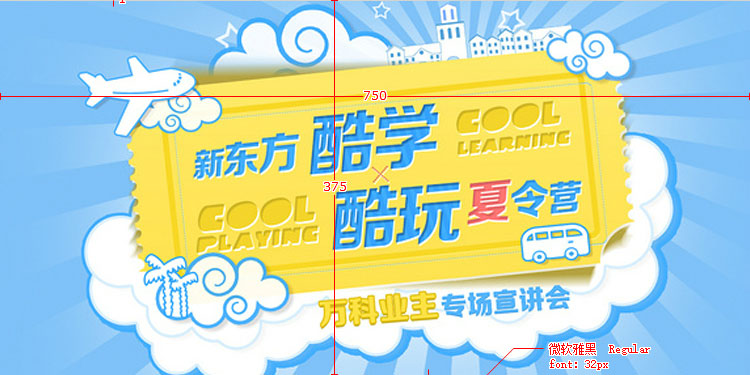 1
750
新东方 酷学 COOL LEARNING
375
COOL PLAYING 酷玩 夏令营
万科业主专场宣讲会
微软雅黑 Regular
font: 32px